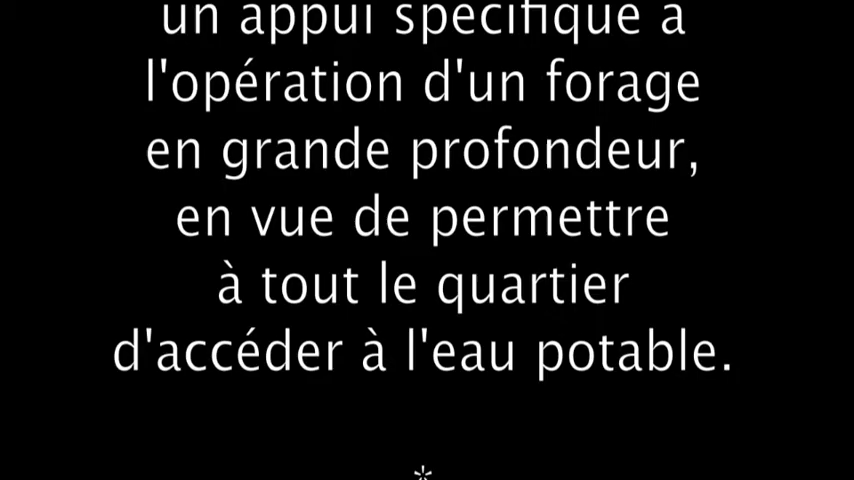 un appui spécifique à
l'opération d'un forage
en grande profondeur,
en vue de permettre
à tout le quartier
d'accéder à l'eau potable.
*